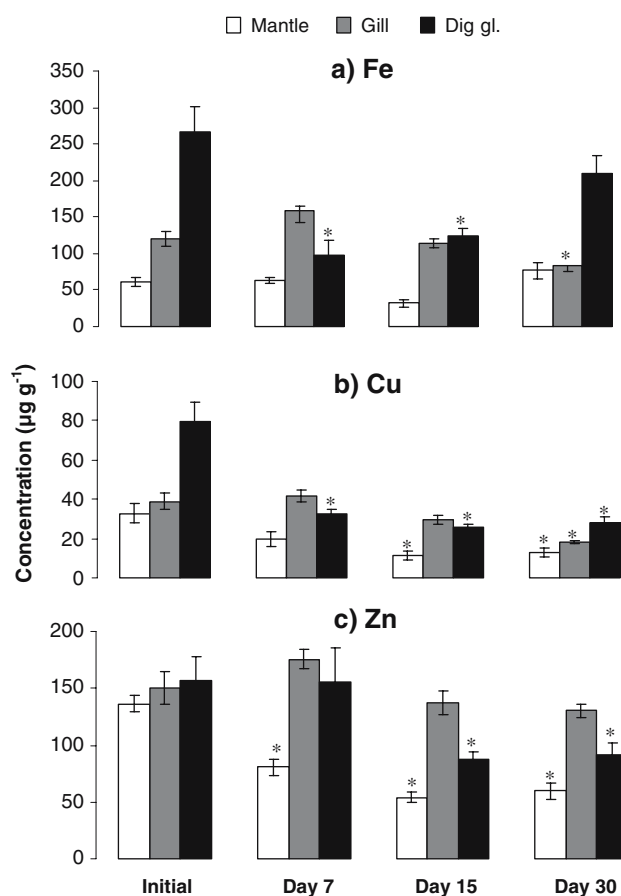 Mantle Gill Dig gl.
a) Fe
350
300
250
200
150
100
50
0
* * *
b) Cu
100
80
60
40
20
0
* * * * * *
Concentration (µg g⁻¹)
c) Zn
200
150
100
50
0
* * * * *
Initial Day 7 Day 15 Day 30